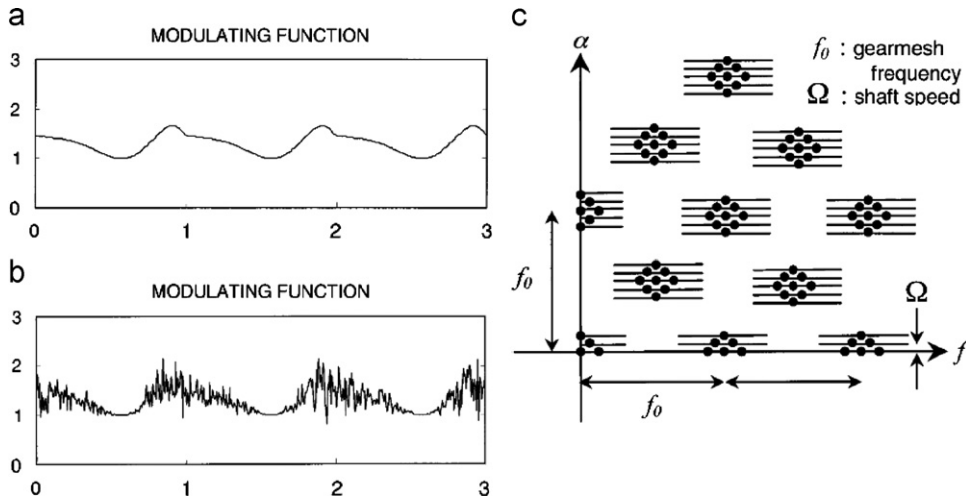 a
MODULATING FUNCTION
3
2
1
0
0
1
2
3
b
MODULATING FUNCTION
3
2
1
0
0
1
2
3
c
α
f0 : gearmesh
frequency
Ω : shaft speed
f0
Ω
f
f0